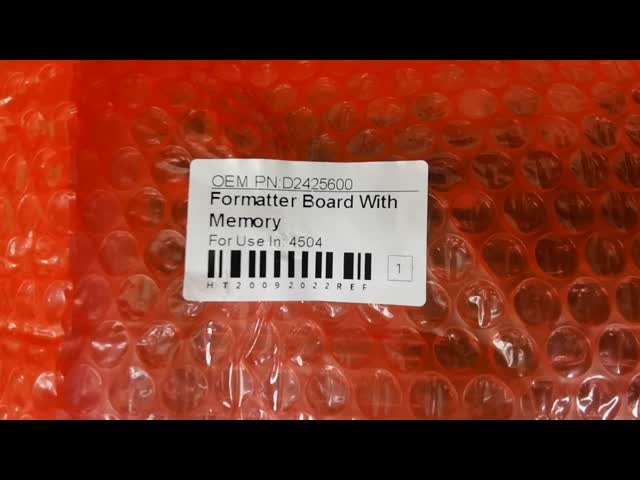 OEM PN:D2425600
Formatter Board With
Memory
For Use In: 4504
1
HT20092022REF